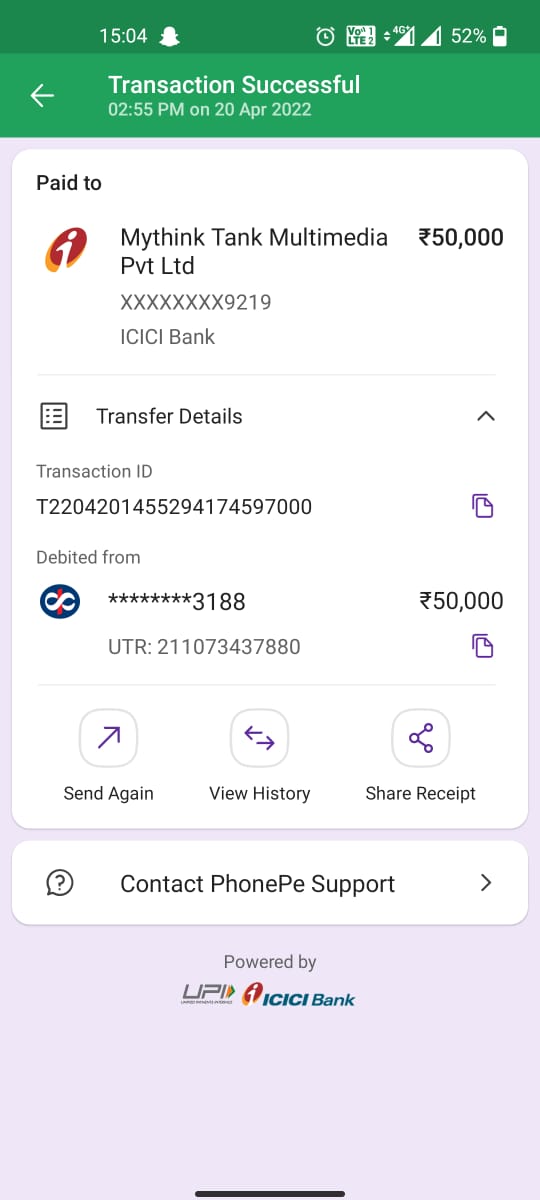 15:04 Vo)) 1 LTE 2 4G+ 52%
Transaction Successful
02:55 PM on 20 Apr 2022
Paid to
Mythink Tank Multimedia ₹50,000
Pvt Ltd
XXXXXXXX9219
ICICI Bank
Transfer Details
Transaction ID
T2204201455294174597000
Debited from
********3188 ₹50,000
UTR: 211073437880
Send Again View History Share Receipt
Contact PhonePe Support
Powered by
UPI ICICI Bank
UNIFIED PAYMENTS INTERFACE